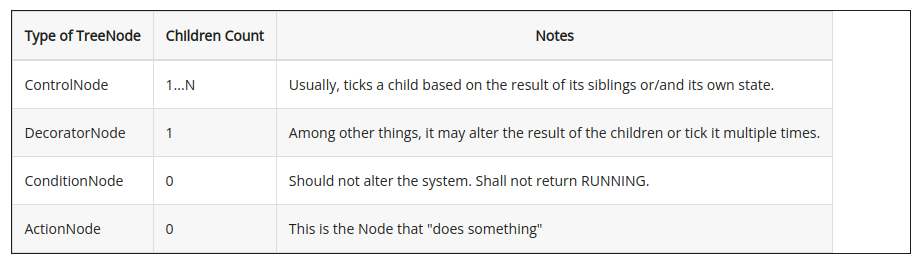 Type of TreeNode Children Count Notes
ControlNode 1...N Usually, ticks a child based on the result of its siblings or/and its own state.
DecoratorNode 1 Among other things, it may alter the result of the children or tick it multiple times.
ConditionNode 0 Should not alter the system. Shall not return RUNNING.
ActionNode 0 This is the Node that "does something"